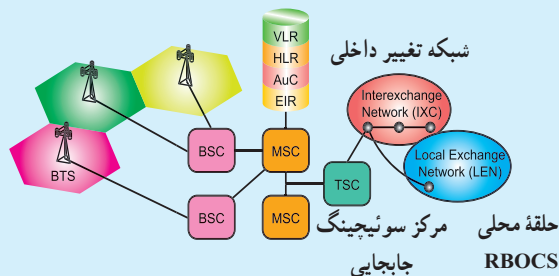 VLR
HLR
AuC
EIR
شبکه تغییر داخلی
Interexchange
Network (IXC)
Local Exchange
Network (LEN)
BTS
BSC
MSC
TSC
BSC
MSC
مرکز سوئیچینگ
جابجایی
حلقهٔ محلی
RBOCS